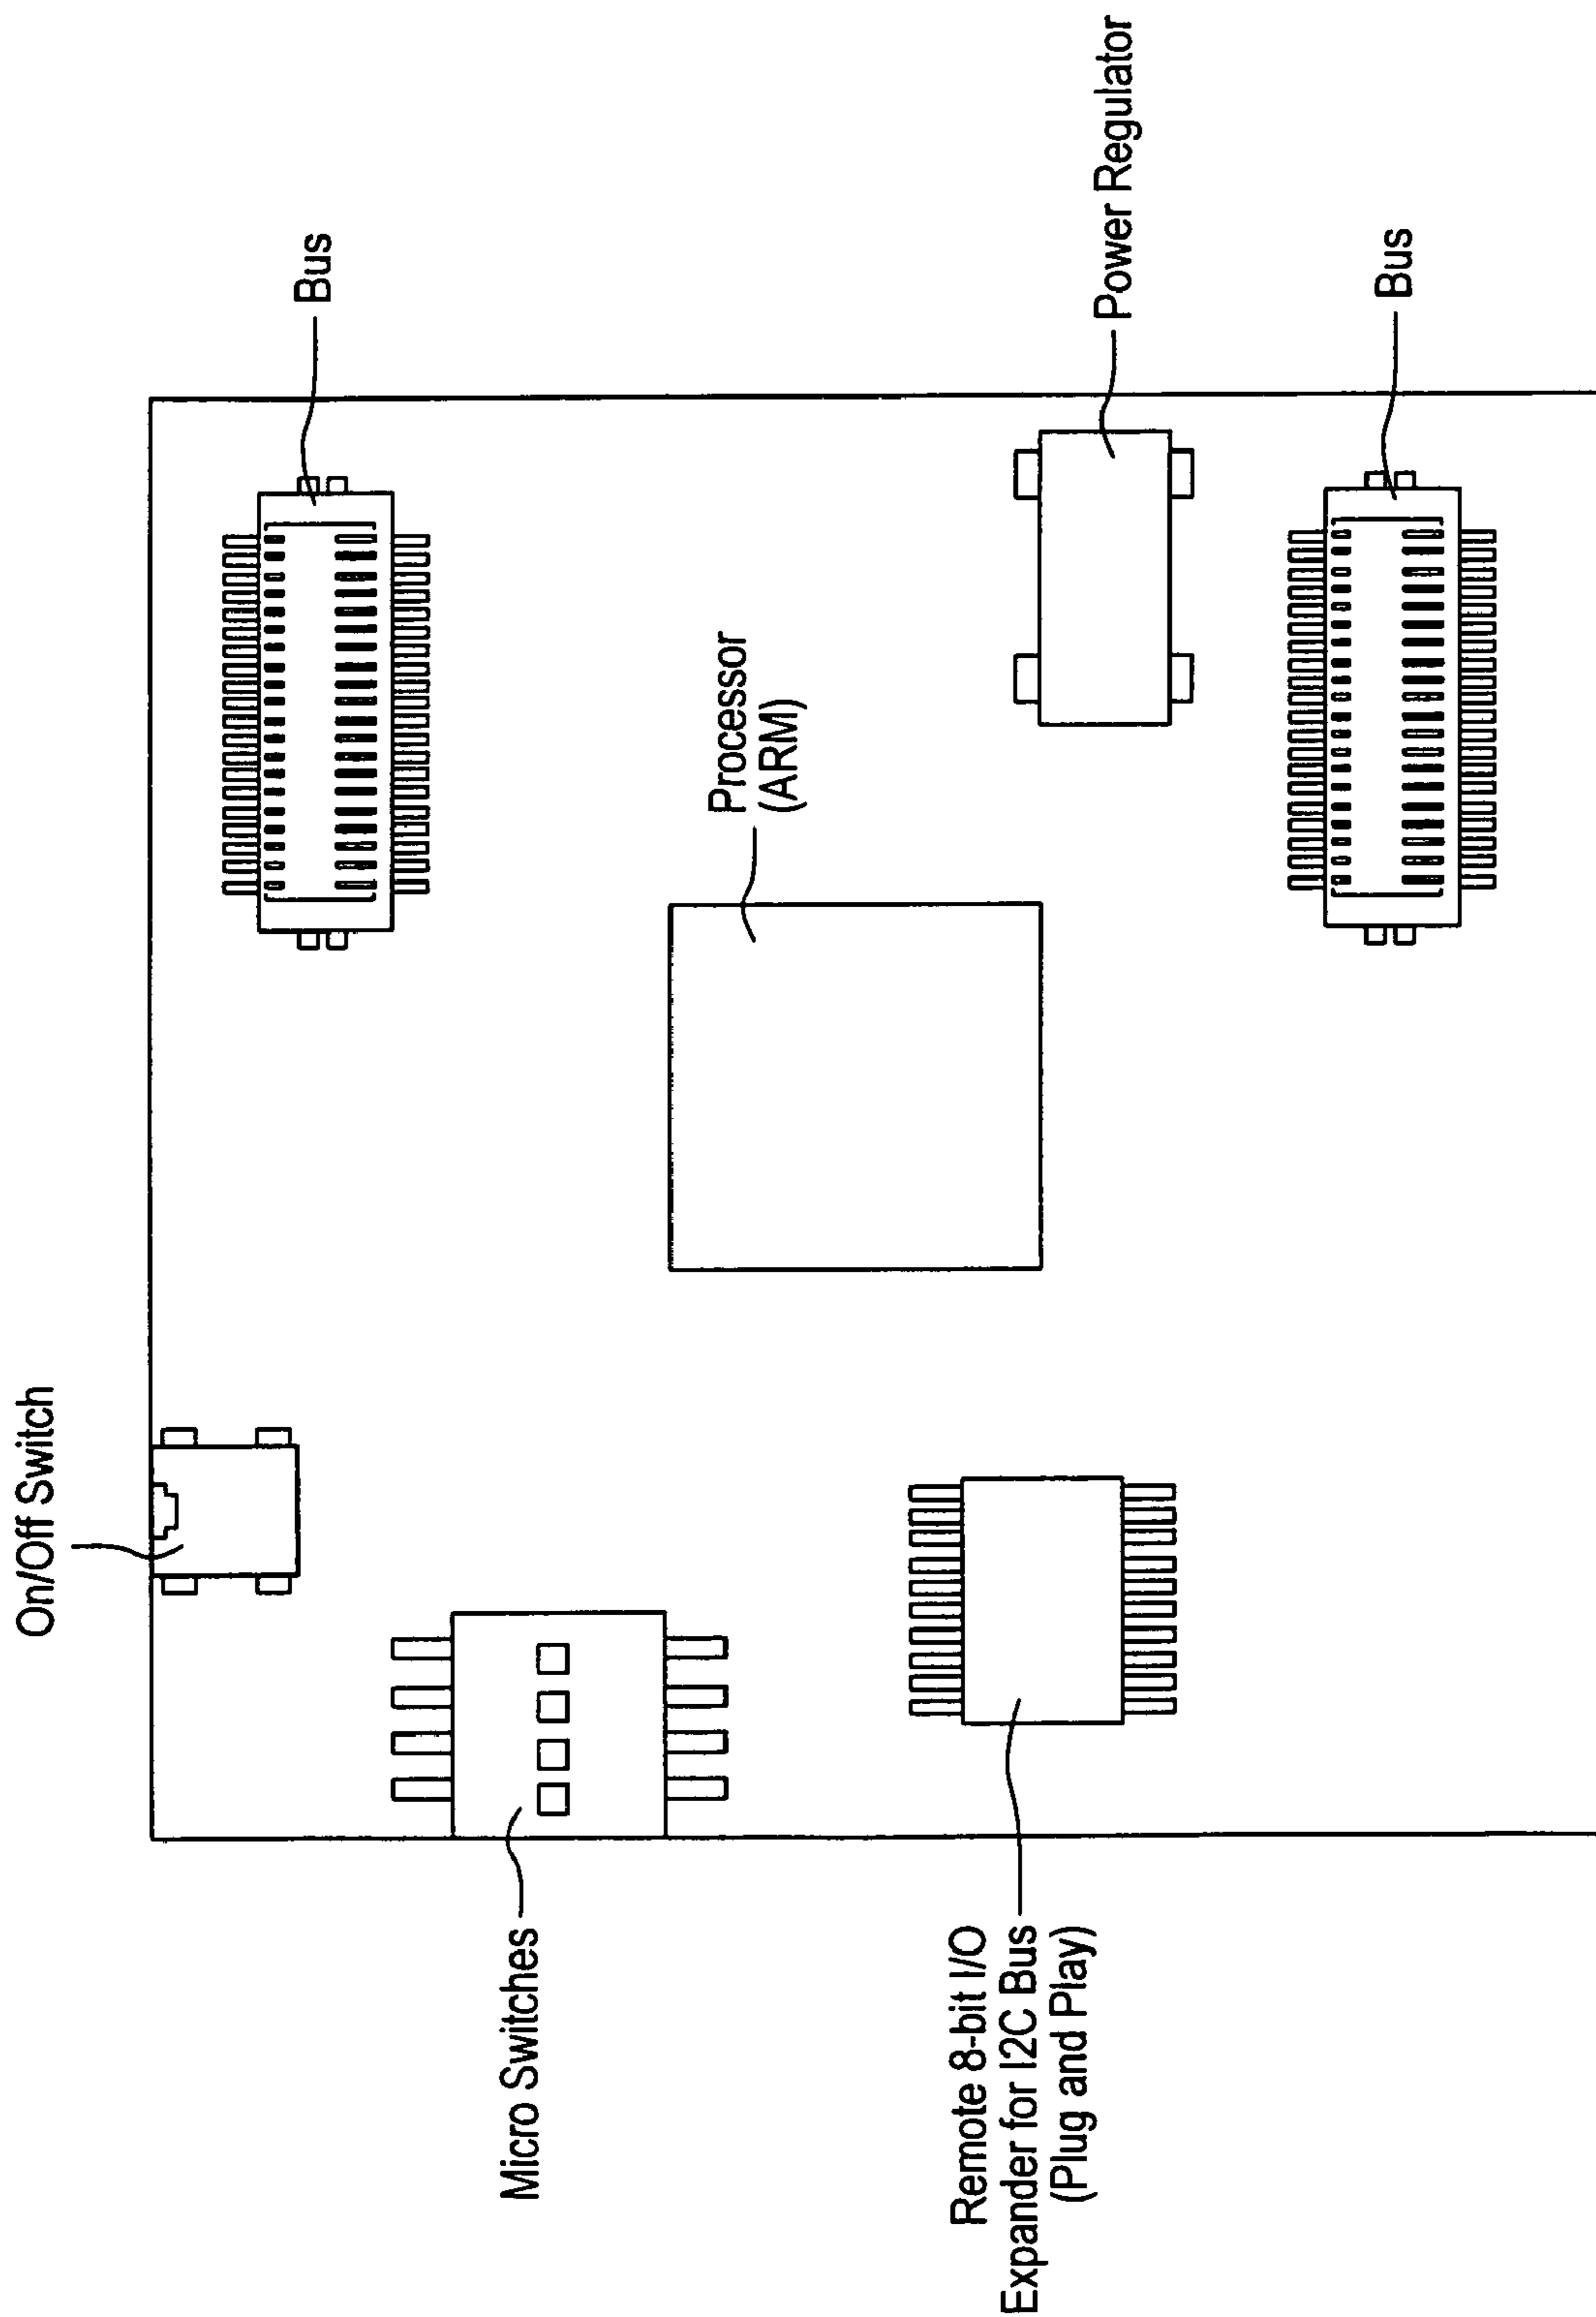 On/Off Switch
Micro Switches
Remote 8-bit I/O
Expander for I2C Bus
(Plug and Play)
Processor
(ARM)
Bus
Power Regulator
Bus